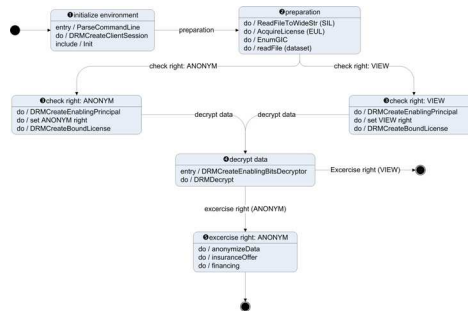 ❶initialize environment
entry / ParseCommandLine
do / DRMCreateClientSession
include / Init
preparation
❷preparation
do / ReadFileToWideStr (SIL)
do / AcquireLicense (EUL)
do / EnumGIC
do / readFile (dataset)
check right: ANONYM
check right: VIEW
❸check right: ANONYM
do / DRMCreateEnablingPrincipal
do / set ANONYM right
do / DRMCreateBoundLicense
decrypt data
decrypt data
❸check right: VIEW
do / DRMCreateEnablingPrincipal
do / set VIEW right
do / DRMCreateBoundLicense
❹decrypt data
entry / DRMCreateEnablingBitsDecryptor
do / DRMDecrypt
Excercise right (VIEW)
excercise right (ANONYM)
❺excercise right: ANONYM
do / anonymizeData
do / insuranceOffer
do / financing